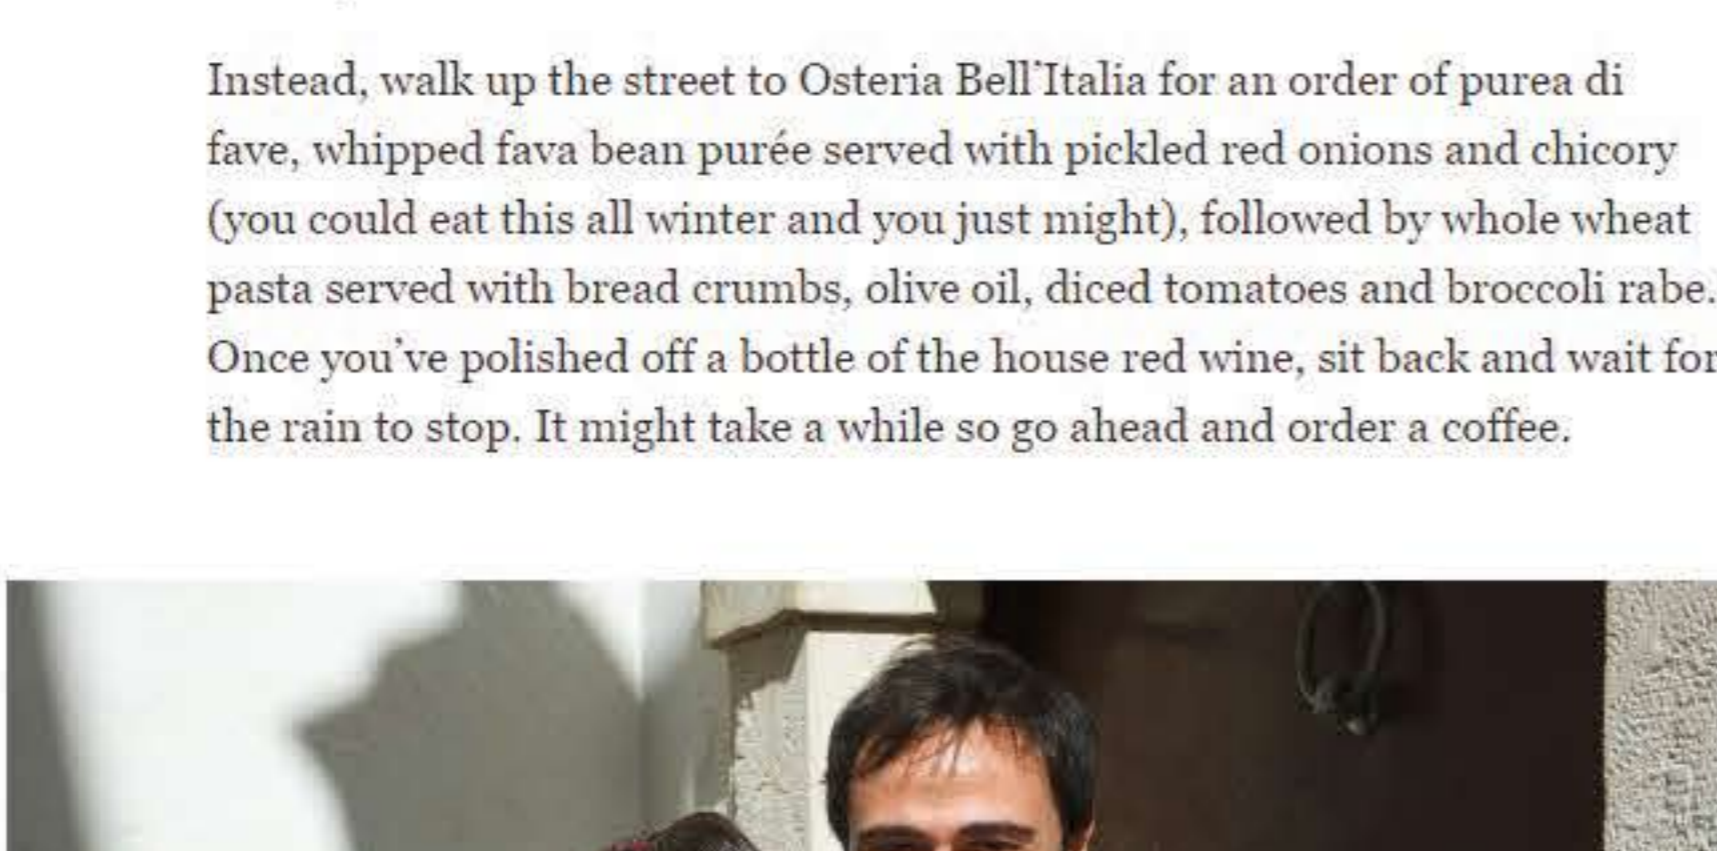 Instead, walk up the street to Osteria Bell'Italia for an order of purea di
fave, whipped fava bean purée served with pickled red onions and chicory
(you could eat this all winter and you just might), followed by whole wheat
pasta served with bread crumbs, olive oil, diced tomatoes and broccoli rabe.
Once you've polished off a bottle of the house red wine, sit back and wait for
the rain to stop. It might take a while so go ahead and order a coffee.